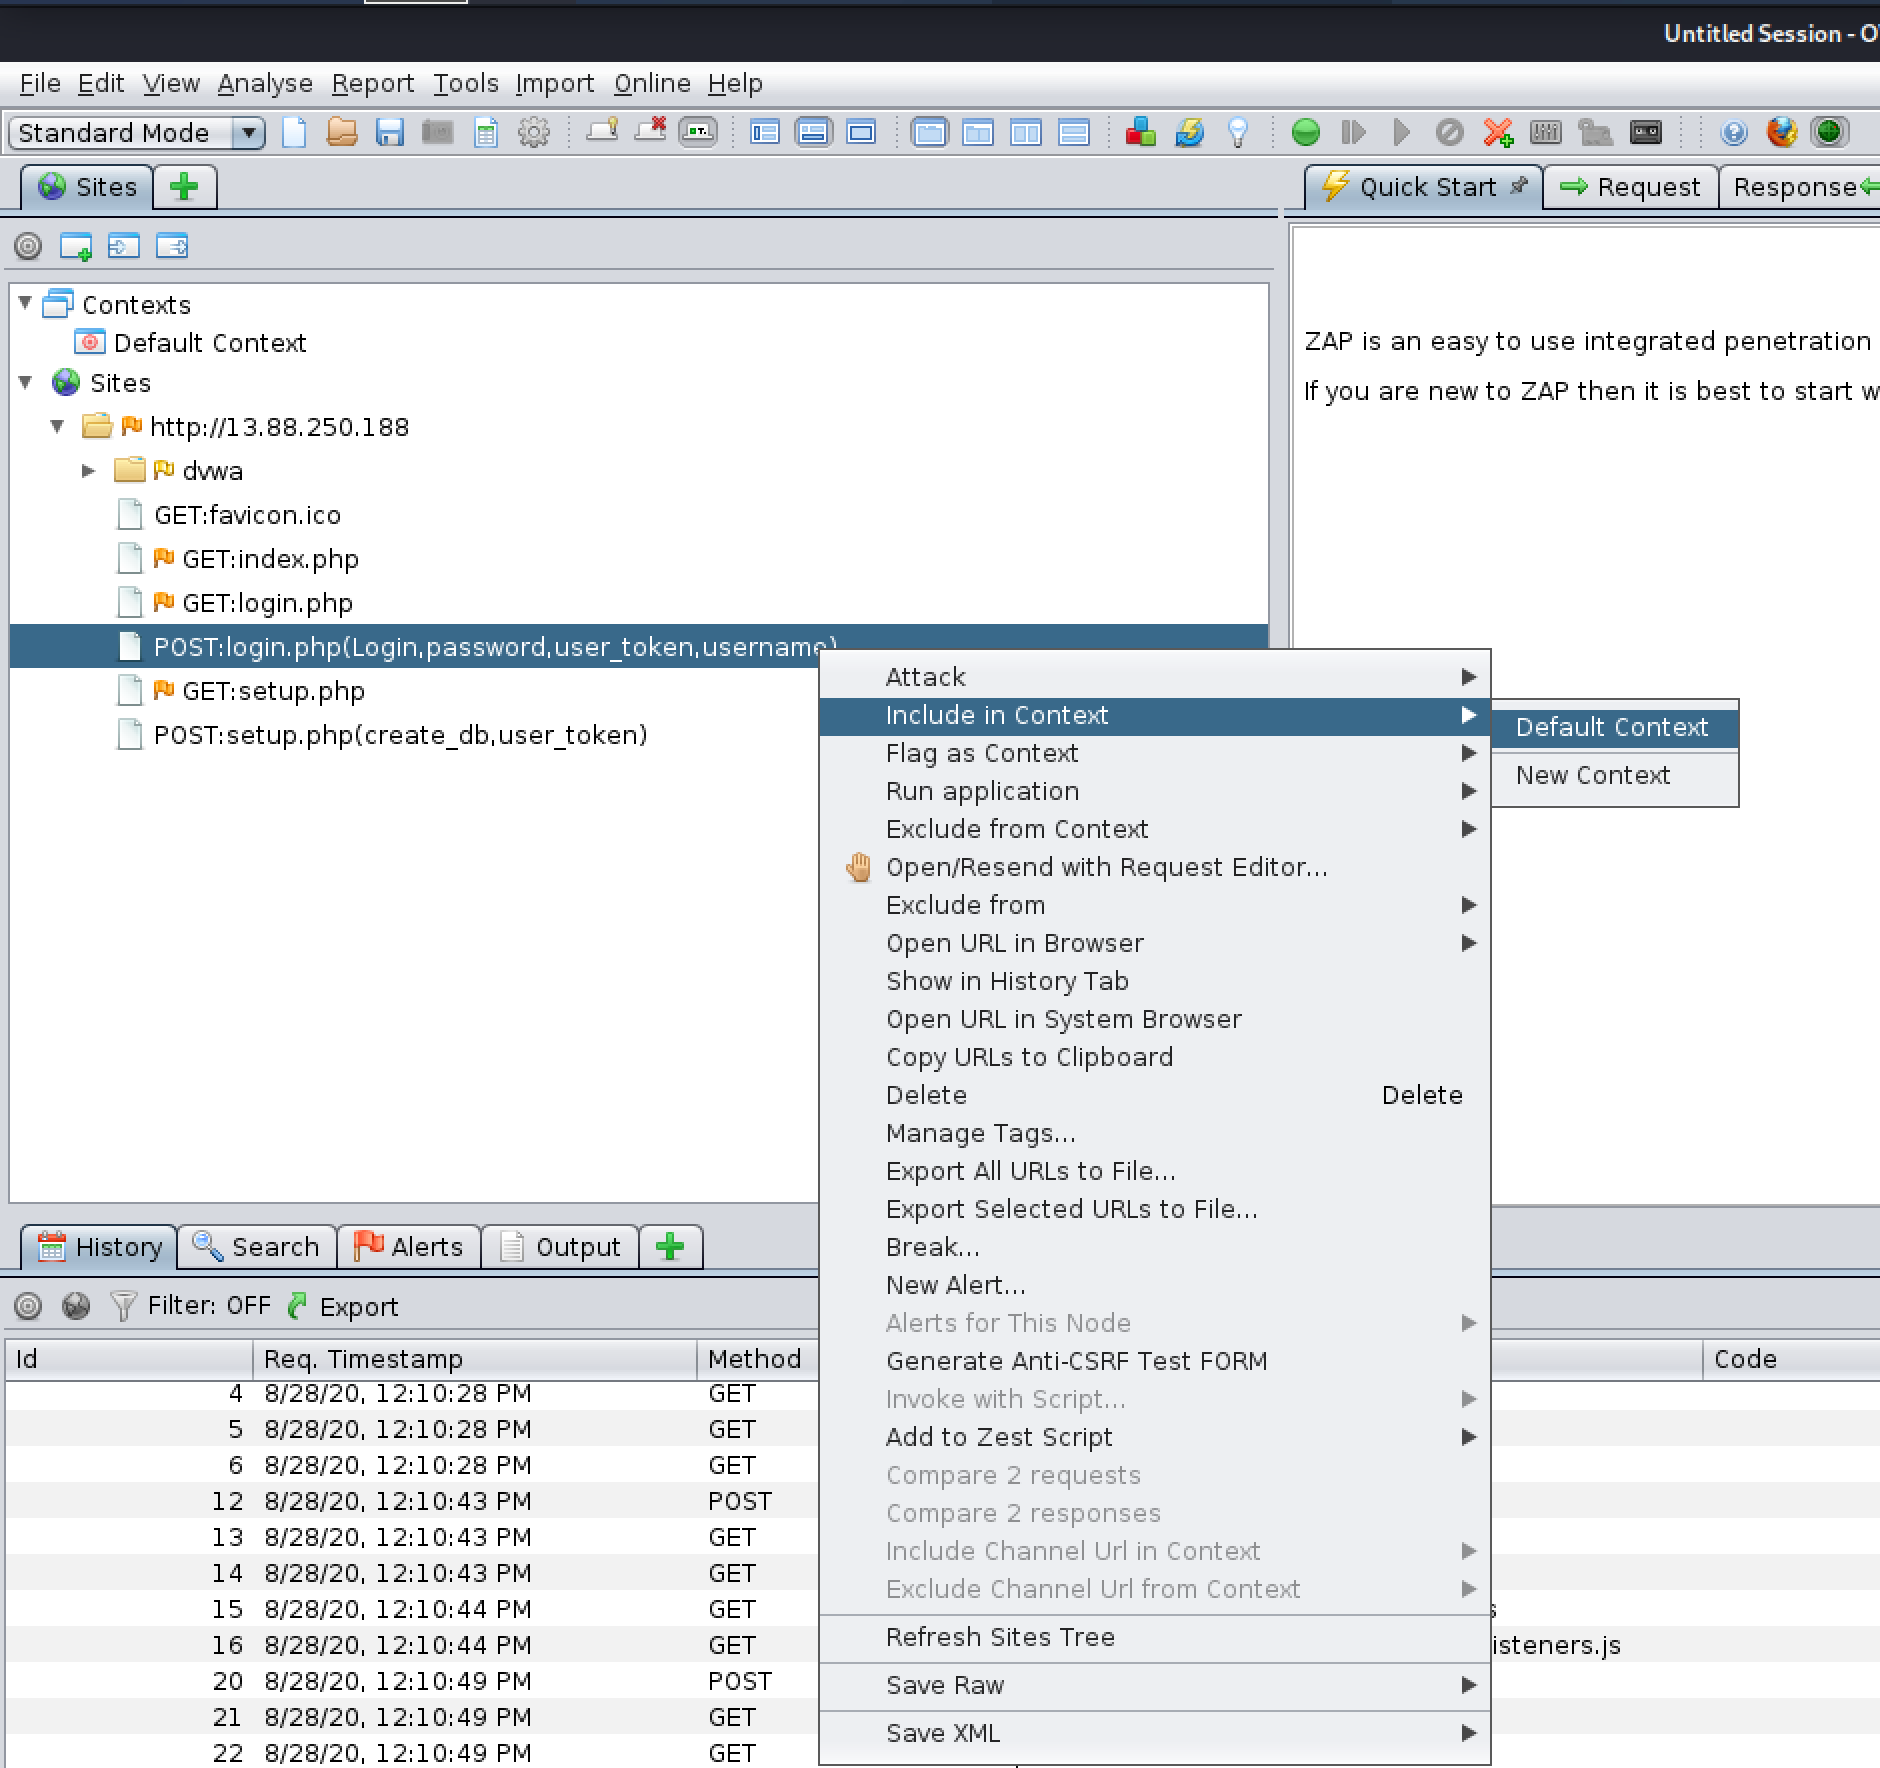 Untitled Session - O
File Edit View Analyse Report Tools Import Online Help
Standard Mode
Sites
Quick Start Request Response
Contexts
Default Context
Sites
http://13.88.250.188
dvwa
GET:favicon.ico
GET:index.php
GET:login.php
POST:login.php(Login,password,user_token,username)
GET:setup.php
POST:setup.php(create_db,user_token)
ZAP is an easy to use integrated penetration
If you are new to ZAP then it is best to start w
Attack
Include in Context
Flag as Context
Run application
Exclude from Context
Open/Resend with Request Editor...
Exclude from
Open URL in Browser
Show in History Tab
Open URL in System Browser
Copy URLs to Clipboard
Delete Delete
Manage Tags...
Export All URLs to File...
Export Selected URLs to File...
Break...
New Alert...
Alerts for This Node
Generate Anti-CSRF Test FORM
Invoke with Script...
Add to Zest Script
Compare 2 requests
Compare 2 responses
Include Channel Url in Context
Exclude Channel Url from Context
Refresh Sites Tree
Save Raw
Save XML
Default Context
New Context
History Search Alerts Output
Filter: OFF Export
Id Req. Timestamp Method Code
4 8/28/20, 12:10:28 PM GET
5 8/28/20, 12:10:28 PM GET
6 8/28/20, 12:10:28 PM GET
12 8/28/20, 12:10:43 PM POST
13 8/28/20, 12:10:43 PM GET
14 8/28/20, 12:10:43 PM GET
15 8/28/20, 12:10:44 PM GET s
16 8/28/20, 12:10:44 PM GET isteners.js
20 8/28/20, 12:10:49 PM POST
21 8/28/20, 12:10:49 PM GET
22 8/28/20, 12:10:49 PM GET